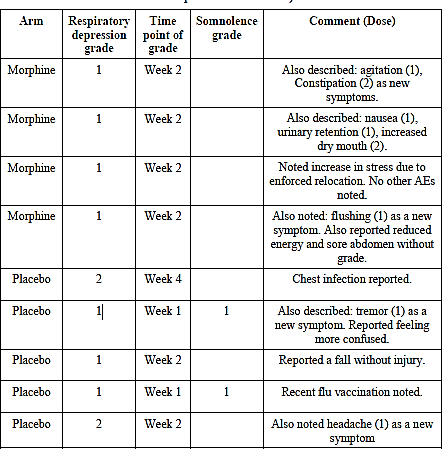 Arm Respiratory depression grade Time point of grade Somnolence grade Comment (Dose)
Morphine 1 Week 2 Also described: agitation (1),
Constipation (2) as new
symptoms.
Morphine 1 Week 2 Also described: nausea (1),
urinary retention (1), increased
dry mouth (2).
Morphine 1 Week 2 Noted increase in stress due to
enforced relocation. No other AEs
noted.
Morphine 1 Week 2 Also noted: flushing (1) as a new
symptom. Also reported reduced
energy and sore abdomen without
grade.
Placebo 2 Week 4 Chest infection reported.
Placebo 1 Week 1 1 Also described: tremor (1) as a
new symptom. Reported feeling
more confused.
Placebo 1 Week 2 Reported a fall without injury.
Placebo 1 Week 1 1 Recent flu vaccination noted.
Placebo 2 Week 2 Also noted headache (1) as a new
symptom